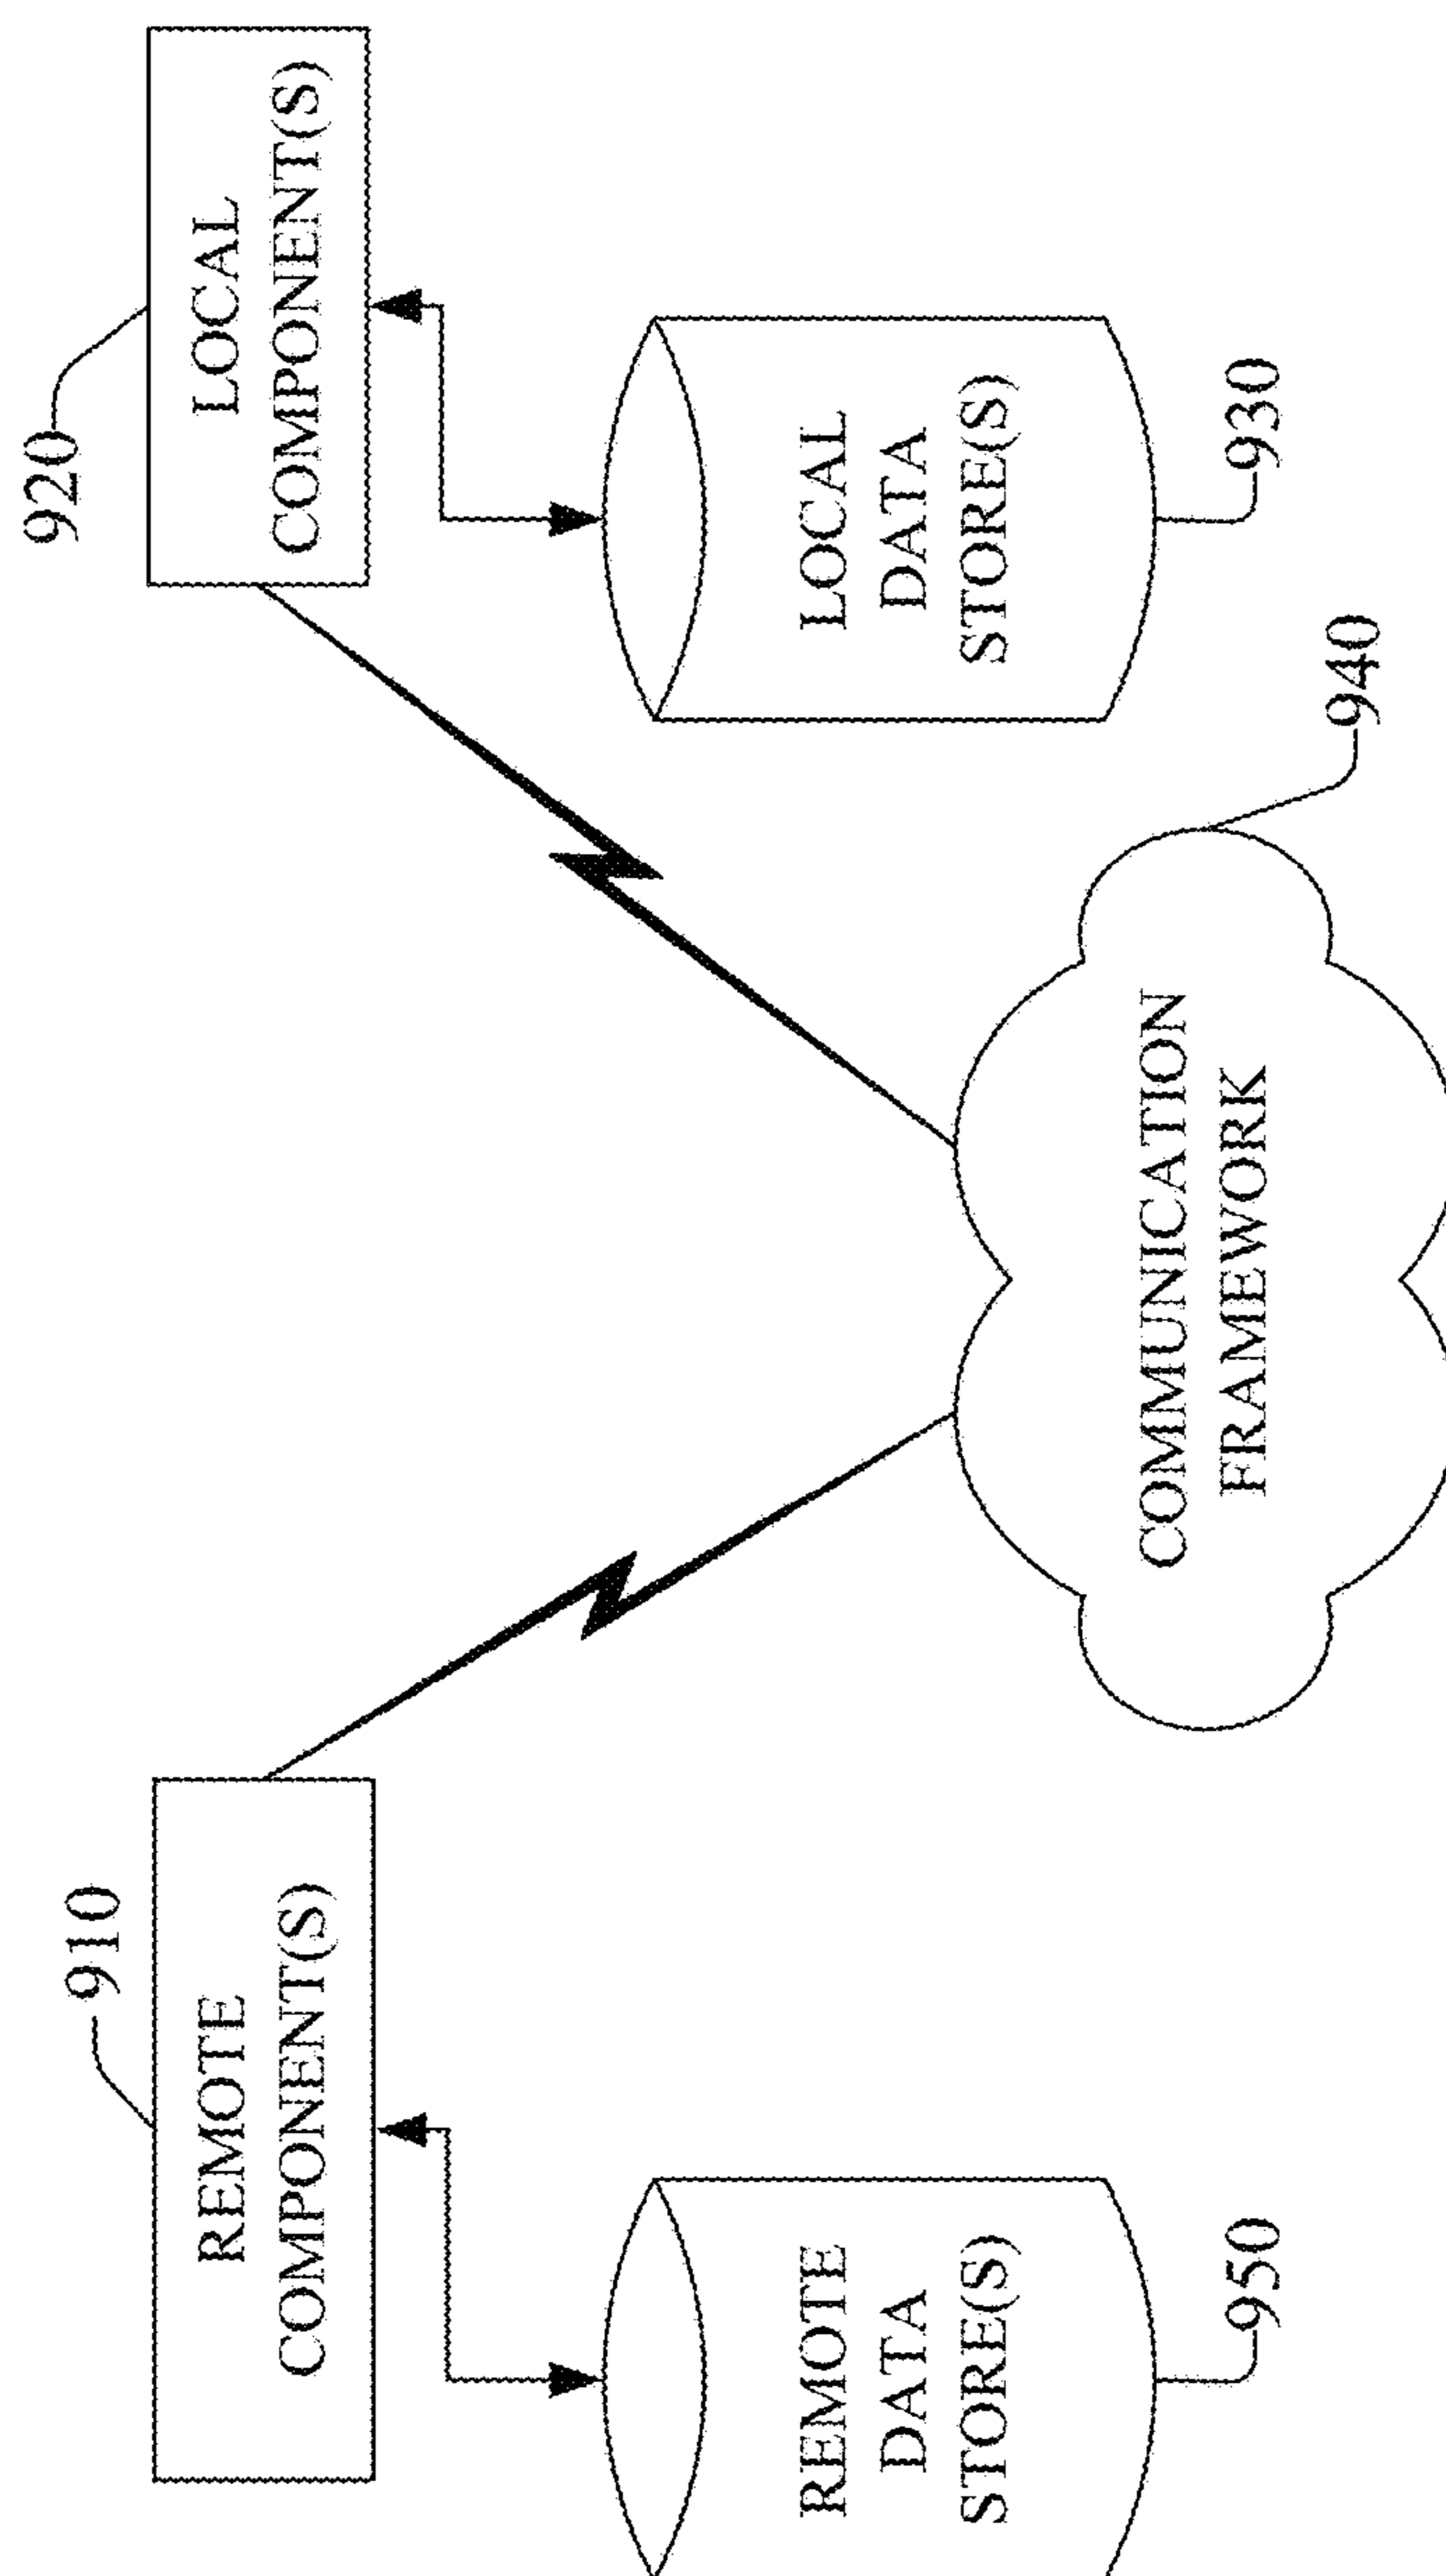 910
REMOTE
COMPONENT(S)
920
LOCAL
COMPONENT(S)
REMOTE
DATA
STORE(S)
950
LOCAL
DATA
STORE(S)
930
COMMUNICATION
FRAMEWORK
940